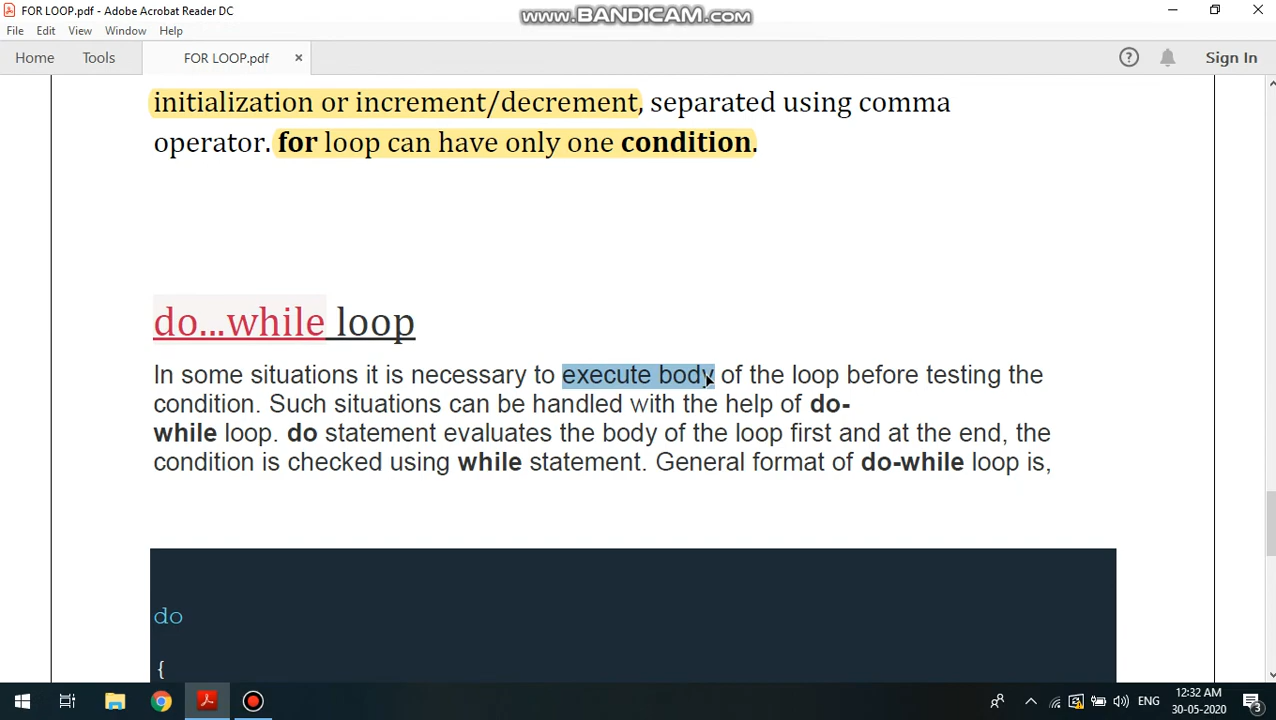 FOR LOOP.pdf - Adobe Acrobat Reader DC
www.BANDICAM.com
File Edit View Window Help
Home Tools FOR LOOP.pdf × ? Sign In
initialization or increment/decrement, separated using comma
operator. for loop can have only one condition.
do...while loop
In some situations it is necessary to execute body of the loop before testing the
condition. Such situations can be handled with the help of do-
while loop. do statement evaluates the body of the loop first and at the end, the
condition is checked using while statement. General format of do-while loop is,
do
{
ENG
12:32 AM
30-05-2020
3